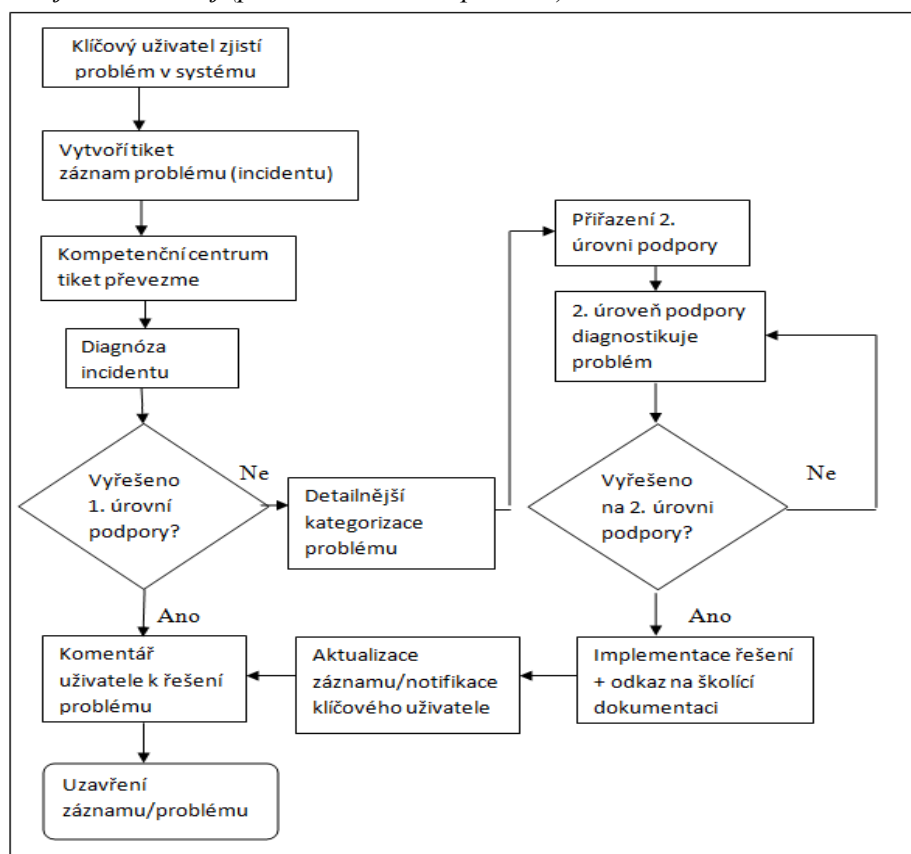 Klíčový uživatel zjistí
problém v systému
Vytvoří tiket
záznam problému (incidentu)
Kompetenční centrum
tiket převezme
Diagnóza
incidentu
Vyřešeno
1. úrovní
podpory?
Ne
Detailnější
kategorizace
problému
Přiřazení 2.
úrovni podpory
2. úroveň podpory
diagnostikuje
problém
Vyřešeno
na 2. úrovni
podpory?
Ne
Ano
Implementace řešení
+ odkaz na školící
dokumentaci
Aktualizace
záznamu/notifikace
klíčového uživatele
Ano
Komentář
uživatele k řešení
problému
Uzavření
záznamu/problému